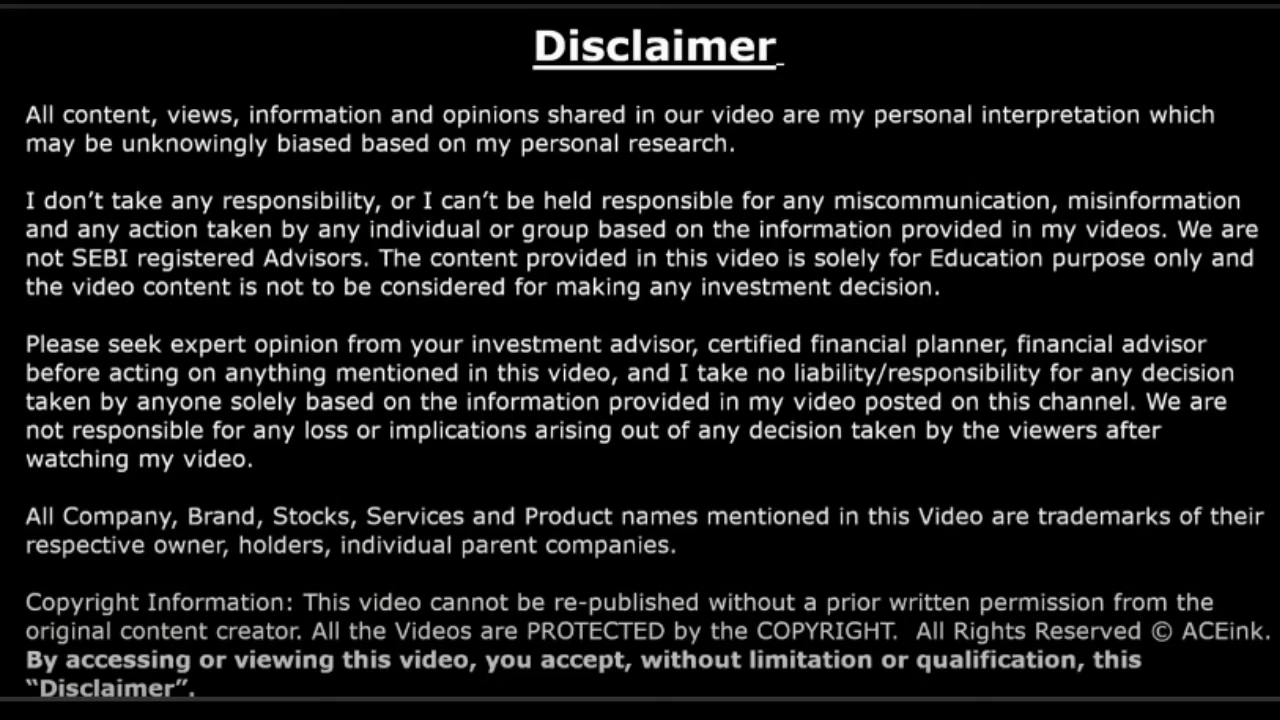 Disclaimer
All content, views, information and opinions shared in our video are my personal interpretation which
may be unknowingly biased based on my personal research.
I don’t take any responsibility, or I can’t be held responsible for any miscommunication, misinformation
and any action taken by any individual or group based on the information provided in my videos. We are
not SEBI registered Advisors. The content provided in this video is solely for Education purpose only and
the video content is not to be considered for making any investment decision.
Please seek expert opinion from your investment advisor, certified financial planner, financial advisor
before acting on anything mentioned in this video, and I take no liability/responsibility for any decision
taken by anyone solely based on the information provided in my video posted on this channel. We are
not responsible for any loss or implications arising out of any decision taken by the viewers after
watching my video.
All Company, Brand, Stocks, Services and Product names mentioned in this Video are trademarks of their
respective owner, holders, individual parent companies.
Copyright Information: This video cannot be re-published without a prior written permission from the
original content creator. All the Videos are PROTECTED by the COPYRIGHT.  All Rights Reserved © ACEink.
By accessing or viewing this video, you accept, without limitation or qualification, this
“Disclaimer”.